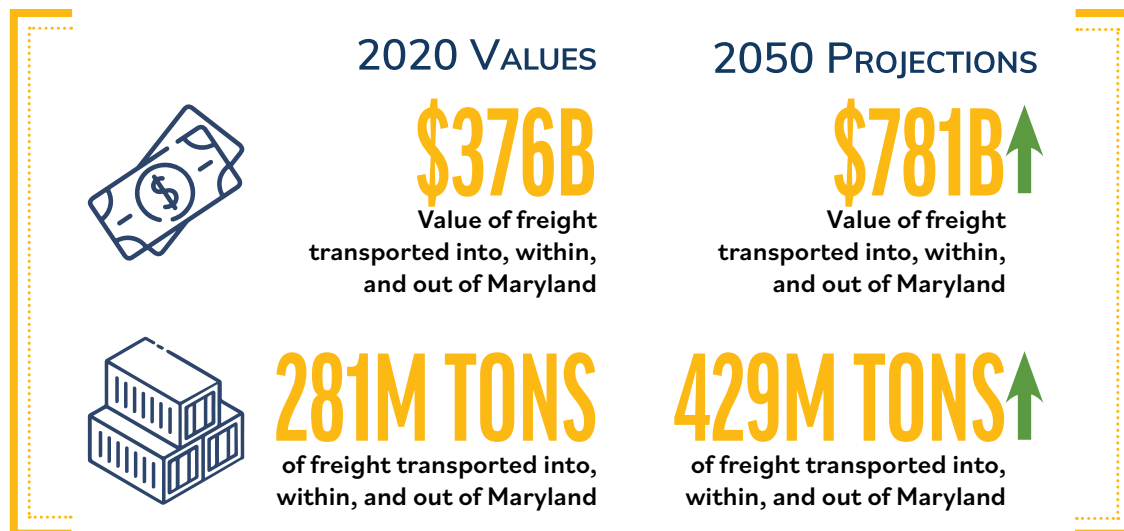 2020 Values
2050 Projections
$
$376B
Value of freight
transported into, within,
and out of Maryland
$781B
Value of freight
transported into, within,
and out of Maryland
281M TONS
of freight transported into,
within, and out of Maryland
429M TONS
of freight transported into,
within, and out of Maryland